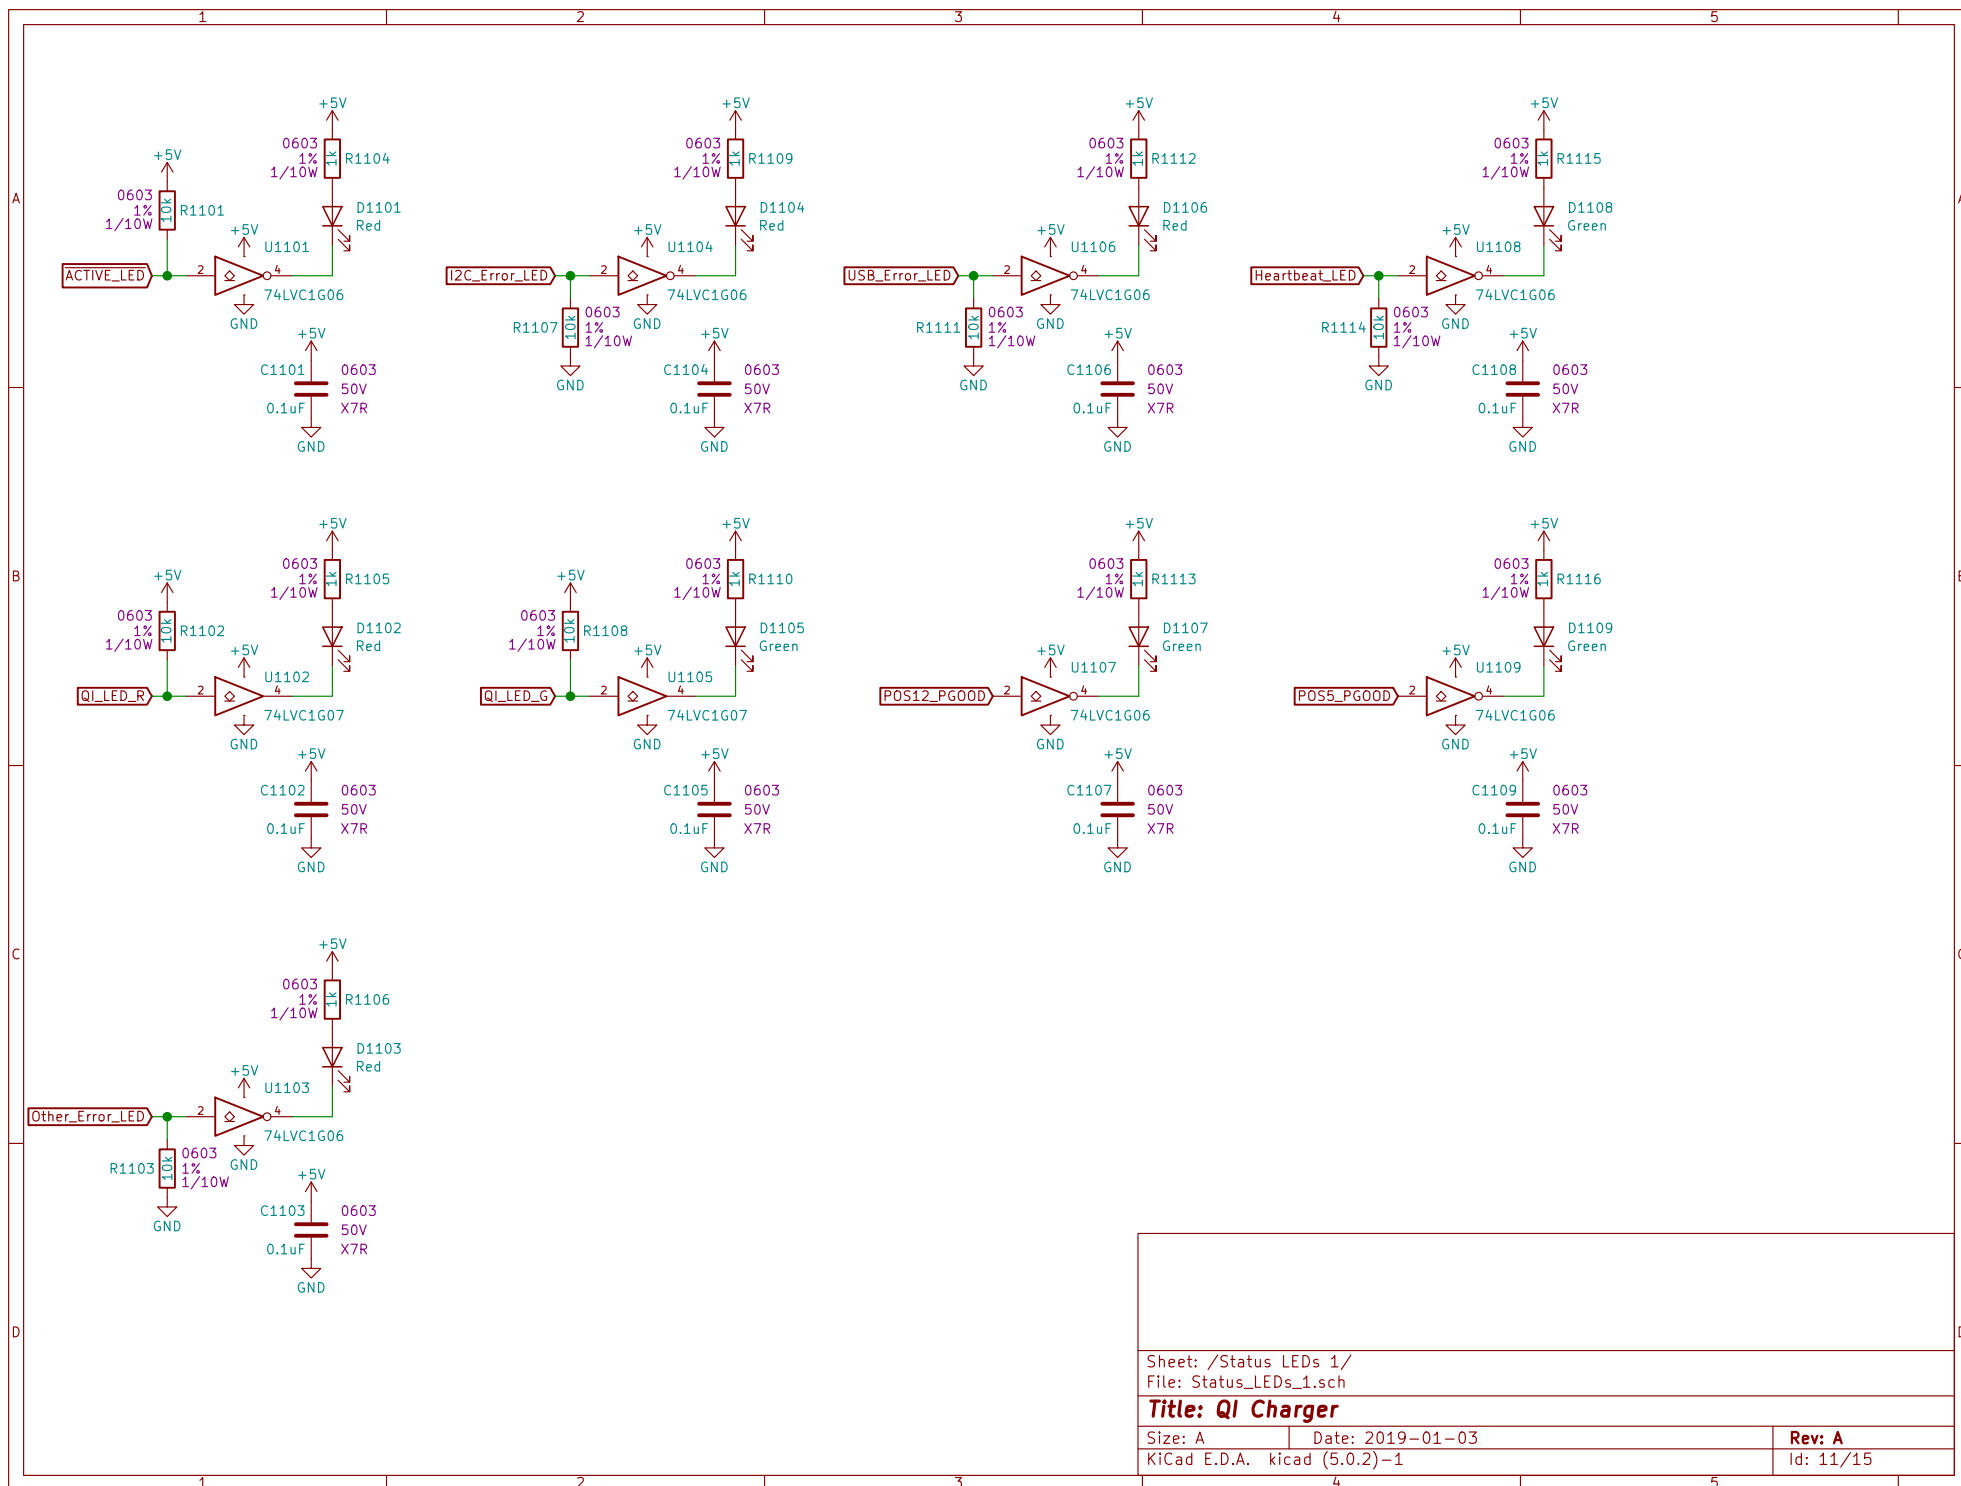 1 2 3 4 5
A
+5V
0603
1%
1/10W
10k
R1101
+5V
0603
1%
1/10W
1k
R1104
D1101
Red
ACTIVE_LED
2
+5V
U1101
4
74LVC1G06
GND
+5V
C1101
0.1uF
0603
50V
X7R
GND
+5V
0603
1%
1/10W
1k
R1109
D1104
Red
I2C_Error_LED
2
+5V
U1104
4
74LVC1G06
GND
R1107
10k
0603
1%
1/10W
GND
+5V
C1104
0.1uF
0603
50V
X7R
GND
+5V
0603
1%
1/10W
1k
R1112
D1106
Red
USB_Error_LED
2
+5V
U1106
4
74LVC1G06
GND
R1111
10k
0603
1%
1/10W
GND
+5V
C1106
0.1uF
0603
50V
X7R
GND
+5V
0603
1%
1/10W
1k
R1115
D1108
Green
Heartbeat_LED
2
+5V
U1108
4
74LVC1G06
GND
R1114
10k
0603
1%
1/10W
GND
+5V
C1108
0.1uF
0603
50V
X7R
GND
B
+5V
0603
1%
1/10W
10k
R1102
+5V
0603
1%
1/10W
1k
R1105
D1102
Red
QI_LED_R
2
+5V
U1102
4
74LVC1G07
GND
+5V
C1102
0.1uF
0603
50V
X7R
GND
+5V
0603
1%
1/10W
10k
R1108
+5V
0603
1%
1/10W
1k
R1110
D1105
Green
QI_LED_G
2
+5V
U1105
4
74LVC1G07
GND
+5V
C1105
0.1uF
0603
50V
X7R
GND
+5V
0603
1%
1/10W
1k
R1113
D1107
Green
POS12_PGOOD
2
+5V
U1107
4
74LVC1G06
GND
+5V
C1107
0.1uF
0603
50V
X7R
GND
+5V
0603
1%
1/10W
1k
R1116
D1109
Green
POS5_PGOOD
2
+5V
U1109
4
74LVC1G06
GND
+5V
C1109
0.1uF
0603
50V
X7R
GND
C
+5V
0603
1%
1/10W
1k
R1106
D1103
Red
Other_Error_LED
2
+5V
U1103
4
74LVC1G06
GND
R1103
10k
0603
1%
1/10W
GND
+5V
C1103
0.1uF
0603
50V
X7R
GND
D
Sheet: /Status LEDs 1/
File: Status_LEDs_1.sch
Title: QI Charger
Size: A Date: 2019-01-03 Rev: A
KiCad E.D.A. kicad (5.0.2)-1 Id: 11/15
1 2 3 4 5